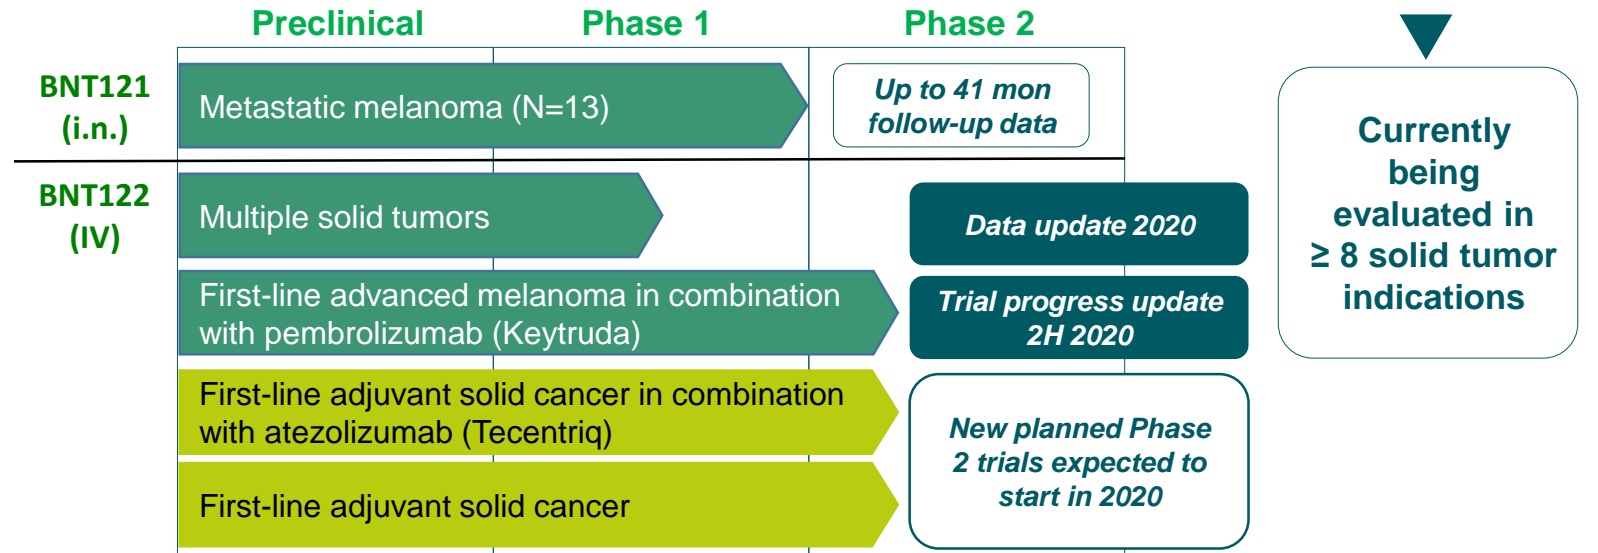 Preclinical
Phase 1
Phase 2
BNT121
(i.n.)
Metastatic melanoma (N=13)
Up to 41 mon
follow-up data
BNT122
(IV)
Multiple solid tumors
Data update 2020
First-line advanced melanoma in combination
with pembrolizumab (Keytruda)
Trial progress update
2H 2020
First-line adjuvant solid cancer in combination
with atezolizumab (Tecentriq)
First-line adjuvant solid cancer
New planned Phase
2 trials expected to
start in 2020
Currently
being
evaluated in
≥ 8 solid tumor
indications